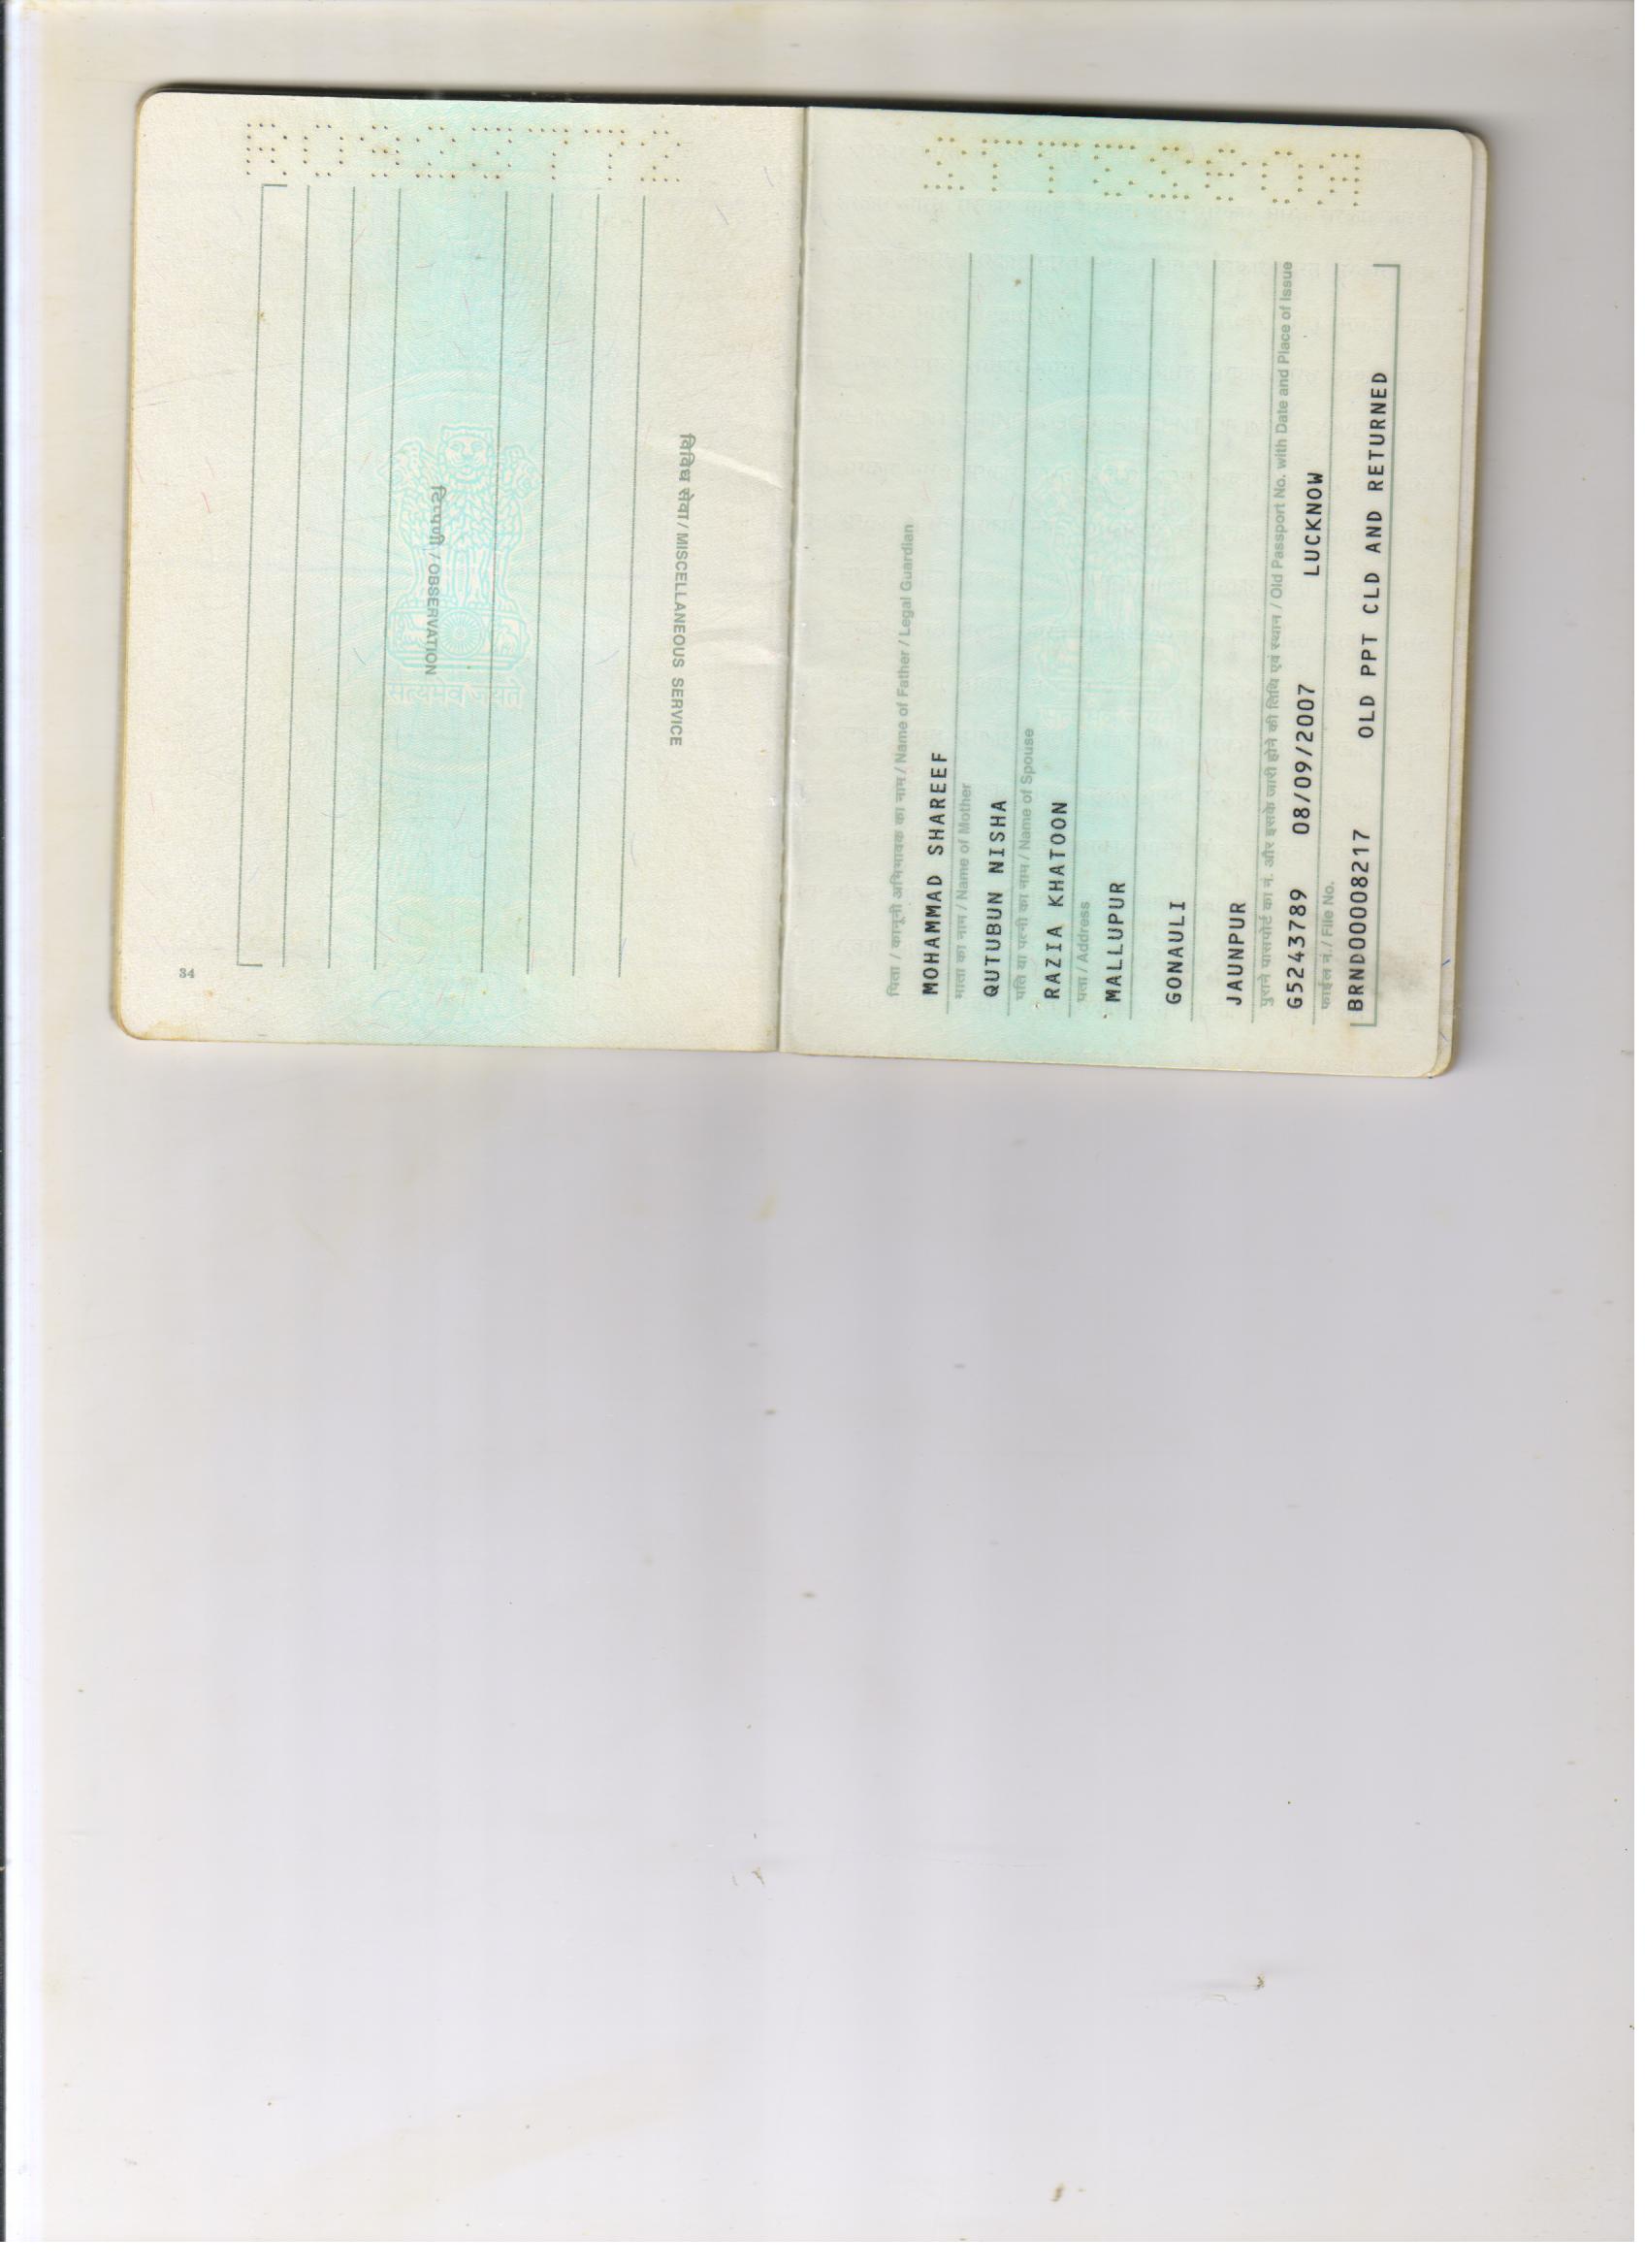 34
टिप्पणी / OBSERVATION
सत्यमेव जयते
विविध सेवा / MISCELLANEOUS SERVICE
पिता / कानूनी अभिभावक का नाम / Name of Father / Legal Guardian
MOHAMMAD SHAREEF
माता का नाम / Name of Mother
QUTUBUN NISHA
पति या पत्नी का नाम / Name of Spouse
RAZIA KHATOON
पता / Address
MALLUPUR
GONAULI
JAUNPUR
पुराने पासपोर्ट का नं. और इसके जारी होने की तिथि एवं स्थान / Old Passport No. with Date and Place of Issue
G5243789 08/09/2007 LUCKNOW
फाईल नं. / File No.
BRND00008217 OLD PPT CLD AND RETURNED